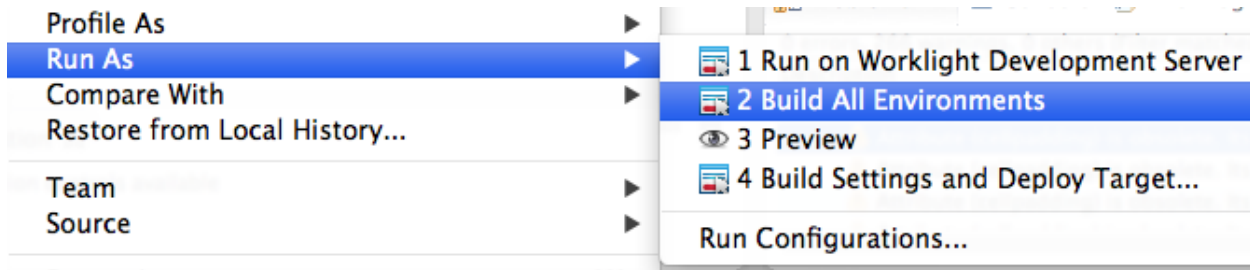 Profile As
Run As
Compare With
Restore from Local History...
Team
Source
1 Run on Worklight Development Server
2 Build All Environments
3 Preview
4 Build Settings and Deploy Target...
Run Configurations...